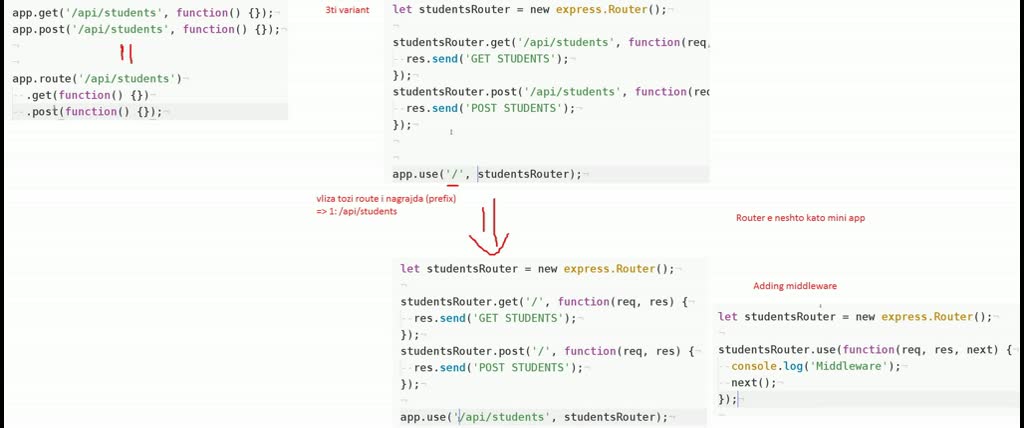 app.get('/api/students', function() {});
app.post('/api/students', function() {});
app.route('/api/students')
.get(function() {})
.post(function() {});
3ti variant
let studentsRouter = new express.Router();
studentsRouter.get('/api/students', function(req,
res.send('GET STUDENTS');
});
studentsRouter.post('/api/students', function(req
res.send('POST STUDENTS');
});
app.use('/', studentsRouter);
vliza tozi route i nagrajda (prefix)
=> 1: /api/students
let studentsRouter = new express.Router();
studentsRouter.get('/', function(req, res) {
res.send('GET STUDENTS');
});
studentsRouter.post('/', function(req, res) {
res.send('POST STUDENTS');
});
app.use('/api/students', studentsRouter);
Router e neshto kato mini app
Adding middleware
let studentsRouter = new express.Router();
studentsRouter.use(function(req, res, next) {
console.log('Middleware');
next();
});